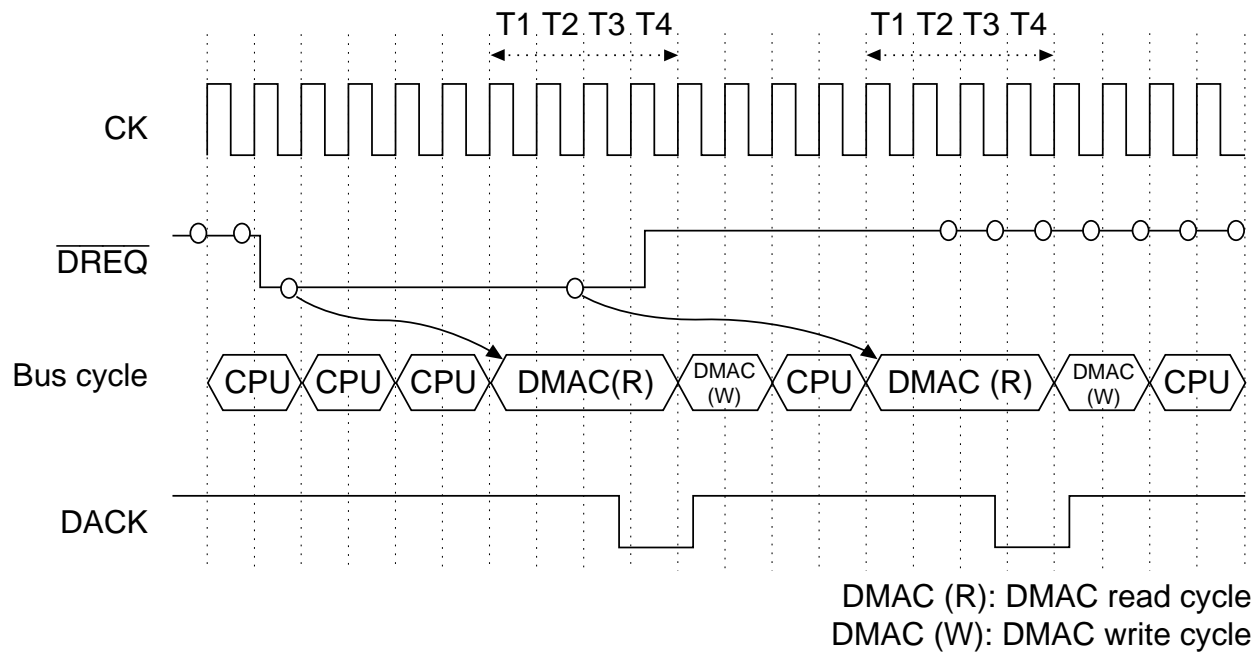 T1 T2 T3 T4 T1 T2 T3 T4
CK
DREQ
Bus cycle CPU CPU CPU DMAC(R) DMAC (W) CPU DMAC (R) DMAC (W) CPU
DACK
DMAC (R): DMAC read cycle
DMAC (W): DMAC write cycle